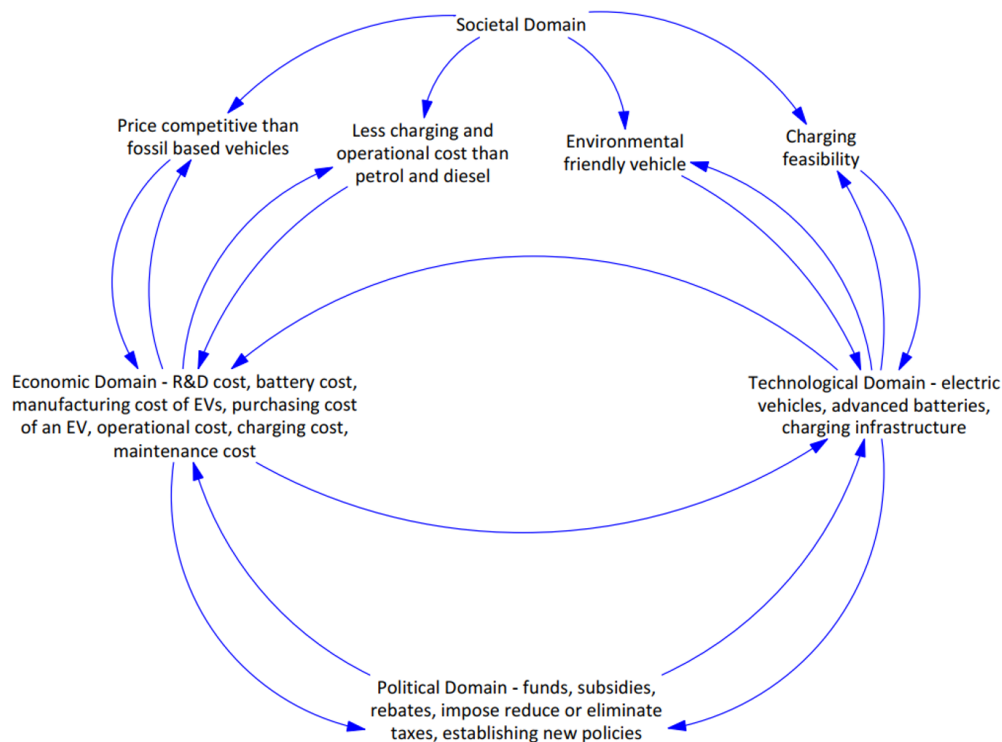 Societal Domain
Price competitive than
fossil based vehicles
Less charging and
operational cost than
petrol and diesel
Environmental
friendly vehicle
Charging
feasibility
Economic Domain - R&D cost, battery cost,
manufacturing cost of EVs, purchasing cost
of an EV, operational cost, charging cost,
maintenance cost
Technological Domain - electric
vehicles, advanced batteries,
charging infrastructure
Political Domain - funds, subsidies,
rebates, impose reduce or eliminate
taxes, establishing new policies